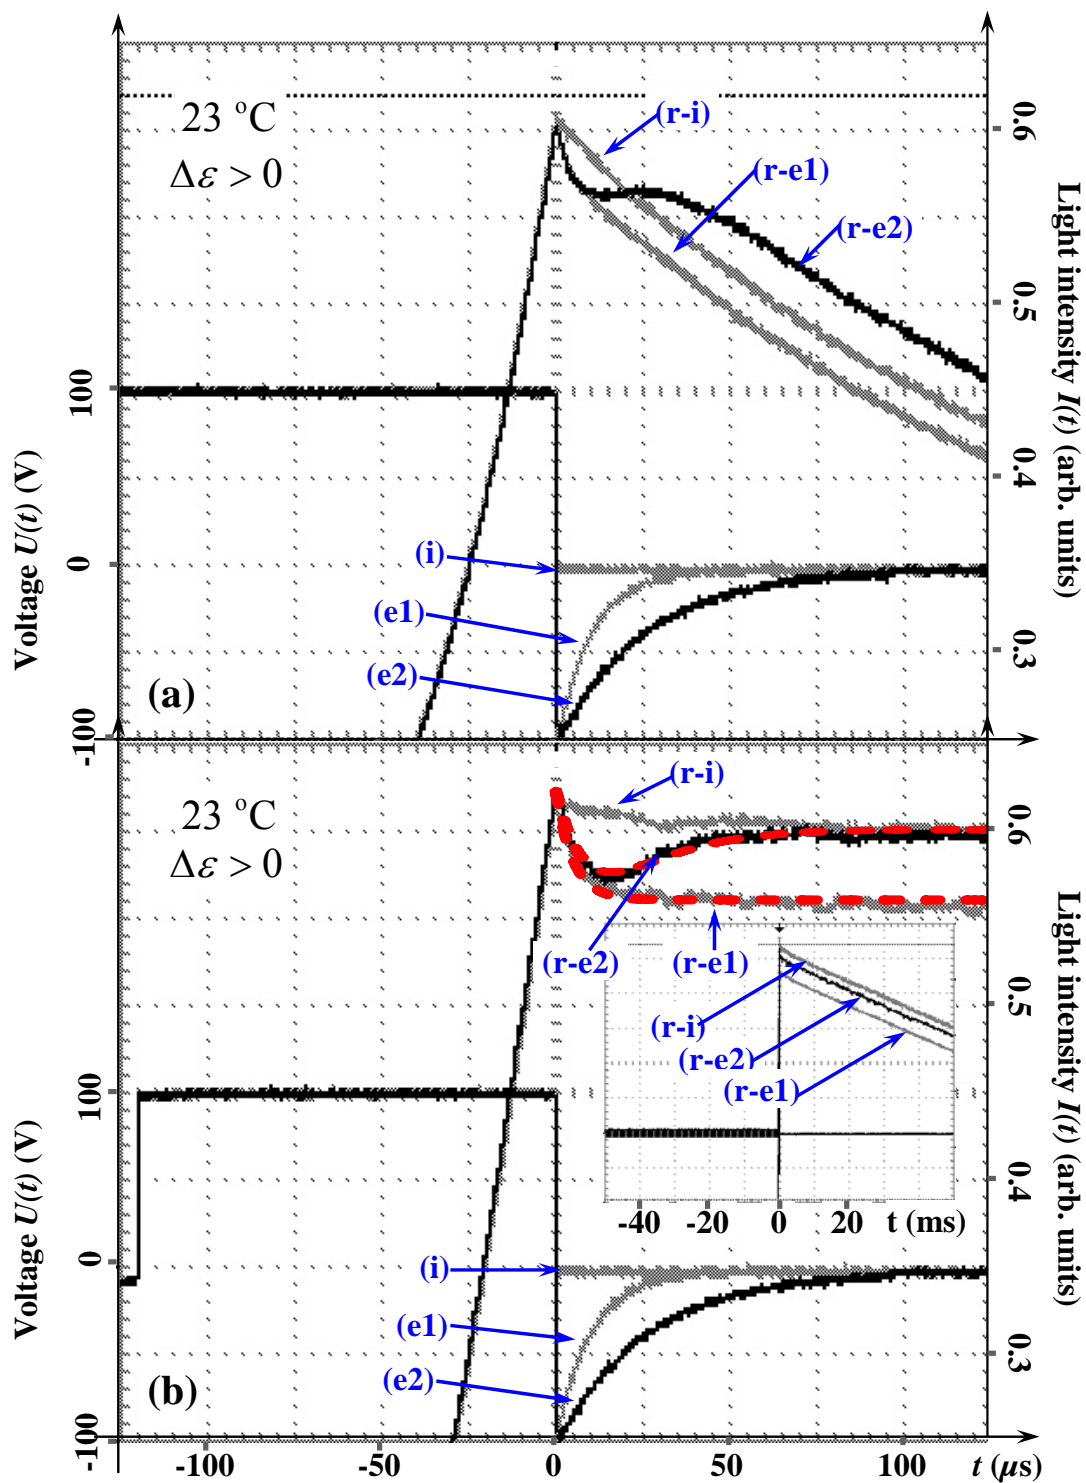 23 °C
Δε > 0
(r-i)
(r-e1)
(r-e2)
0.6
0.5
0.4
0.3
Light intensity I(t) (arb. units)
100
0
-100
Voltage U(t) (V)
(i)
(e1)
(e2)
(a)
23 °C
Δε > 0
(r-i)
(r-e2)
(r-e1)
0.6
0.5
0.4
0.3
Light intensity I(t) (arb. units)
(r-i)
(r-e2)
(r-e1)
-40 -20 0 20 t (ms)
100
0
-100
Voltage U(t) (V)
(i)
(e1)
(e2)
(b)
-100 -50 0 50 100 t (μs)